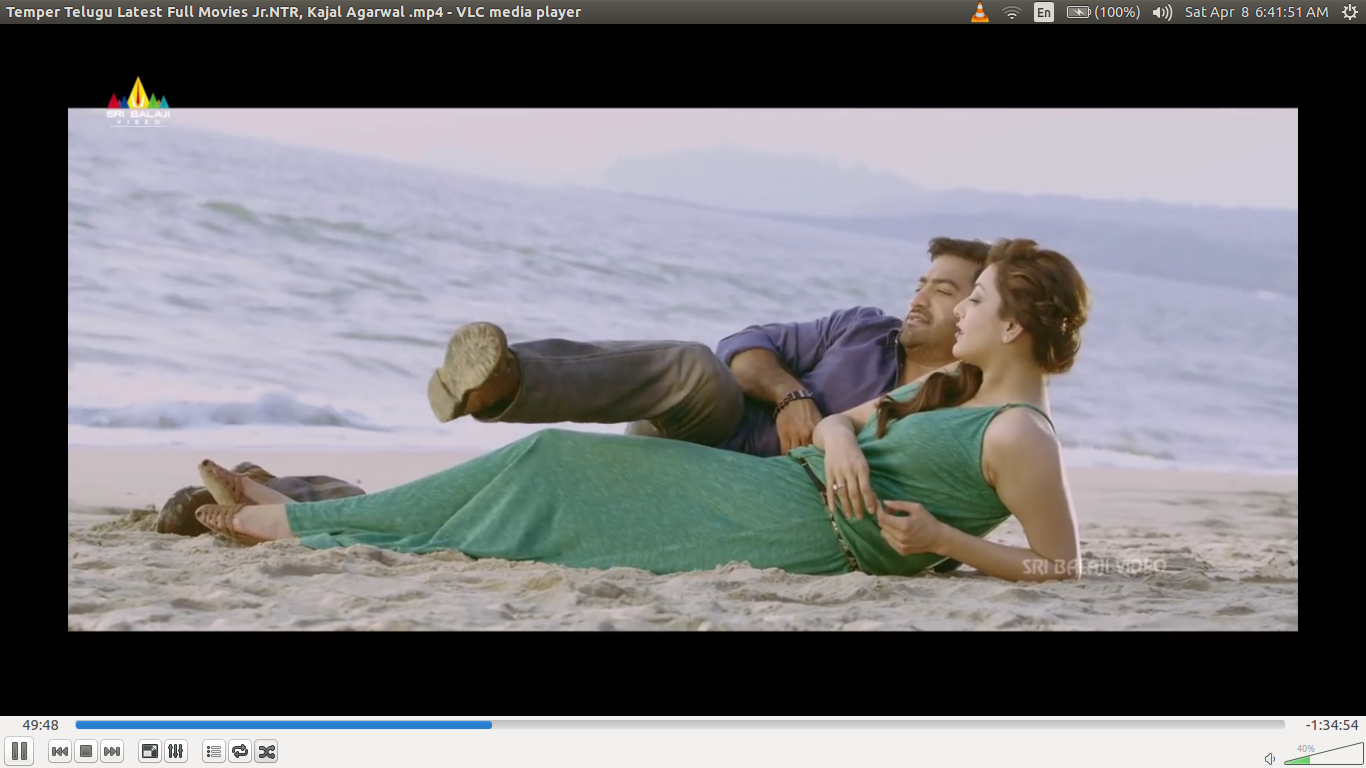 Temper Telugu Latest Full Movies Jr.NTR, Kajal Agarwal .mp4 - VLC media player
En (100%) Sat Apr 8 6:41:51 AM
SRI BALAJI
VIDEO
SRI BALAJI VIDEO
49:48 -1:34:54
40%